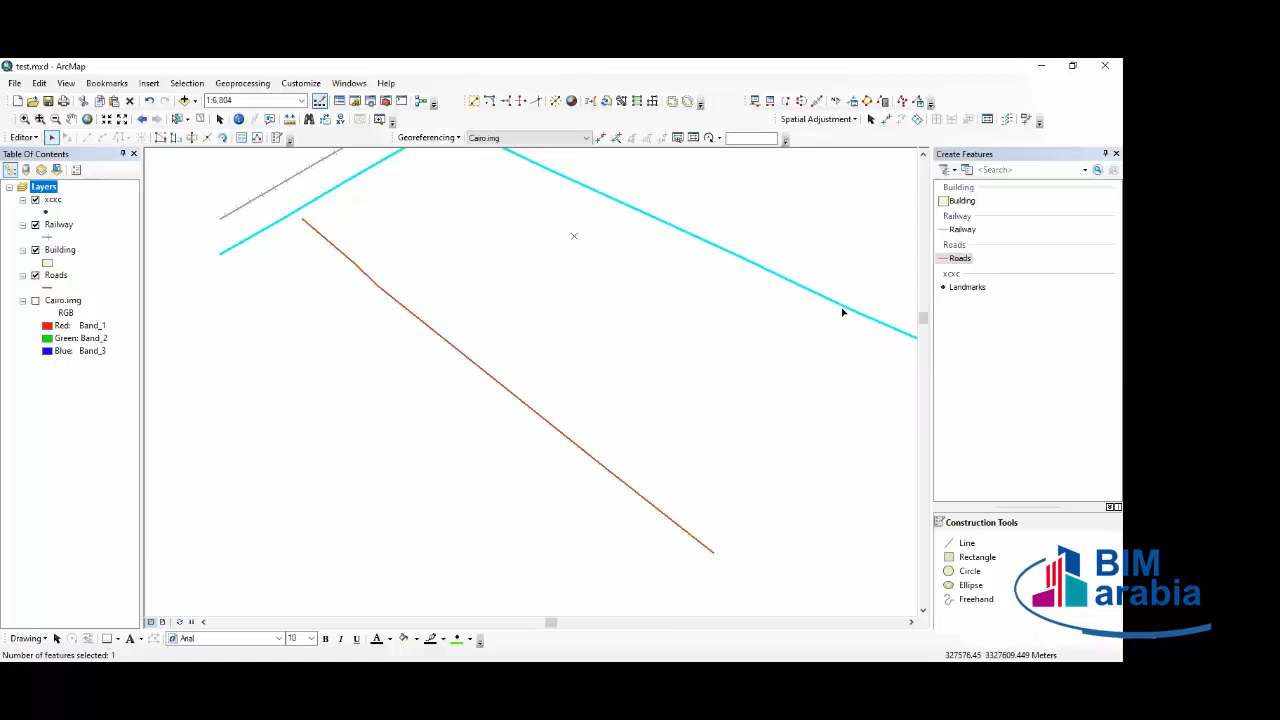 test.mxd - ArcMap
File Edit View Bookmarks Insert Selection Geoprocessing Customize Windows Help
1:6,804
Spatial Adjustment
Editor
Georeferencing
Cairo.img
Table Of Contents
Layers
xcxc
Railway
Building
Roads
Cairo.img
RGB
Red: Band_1
Green: Band_2
Blue: Band_3
Create Features
<Search>
Building
Building
Railway
Railway
Roads
Roads
xcxc
Landmarks
Construction Tools
Line
Rectangle
Circle
Ellipse
Freehand
BIM
arabia
Drawing
A
Arial
10
B I U A
Number of features selected: 1
327576.45 3327609.449 Meters